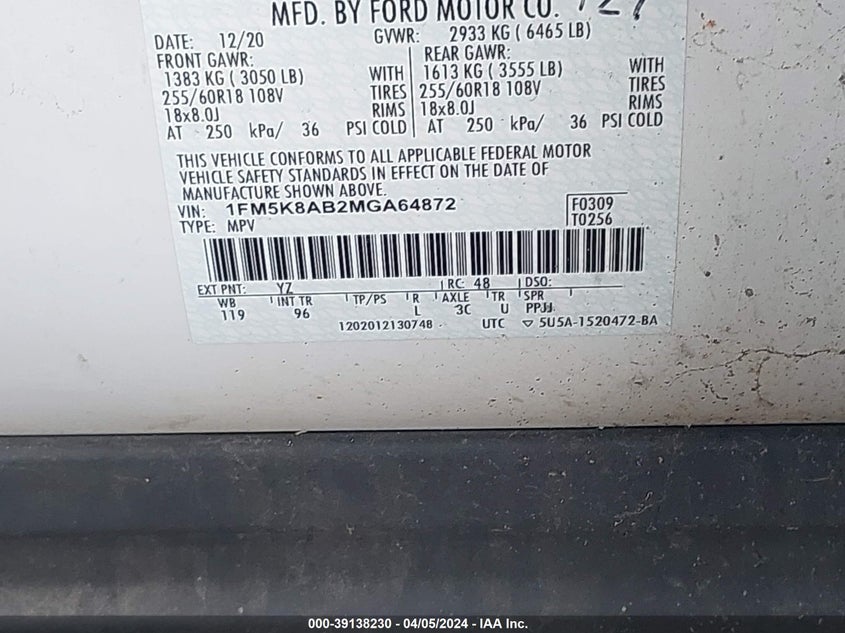 MFD. BY FORD MOTOR CO.
DATE: 12/20 GVWR: 2933 KG ( 6465 LB)
FRONT GAWR: REAR GAWR:
1383 KG ( 3050 LB) WITH 1613 KG ( 3555 LB) WITH
255/60R18 108V TIRES 255/60R18 108V TIRES
18x8.0J RIMS 18x8.0J RIMS
AT 250 kPa/ 36 PSI COLD AT 250 kPa/ 36 PSI COLD
THIS VEHICLE CONFORMS TO ALL APPLICABLE FEDERAL MOTOR
VEHICLE SAFETY STANDARDS IN EFFECT ON THE DATE OF
MANUFACTURE SHOWN ABOVE.
VIN: 1FM5K8AB2MGA64872 F0309
TYPE: MPV T0256
EXT PNT: YZ RC: 48 DSO:
WB INT TR TP/PS R AXLE TR SPR
119 96 L 3C U PPJJ
1202012130748 UTC ▽ 5U5A-1520472-BA
000-39138230 - 04/05/2024 - IAA Inc.